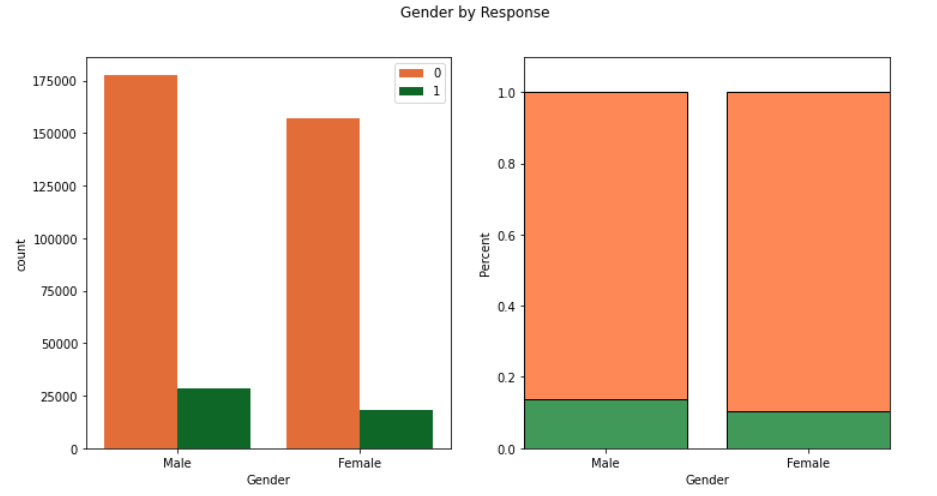 Gender by Response
175000
150000
125000
100000
75000
50000
25000
0
count
Male Female
Gender
0
1
1.0
0.8
0.6
0.4
0.2
0.0
Percent
Male Female
Gender